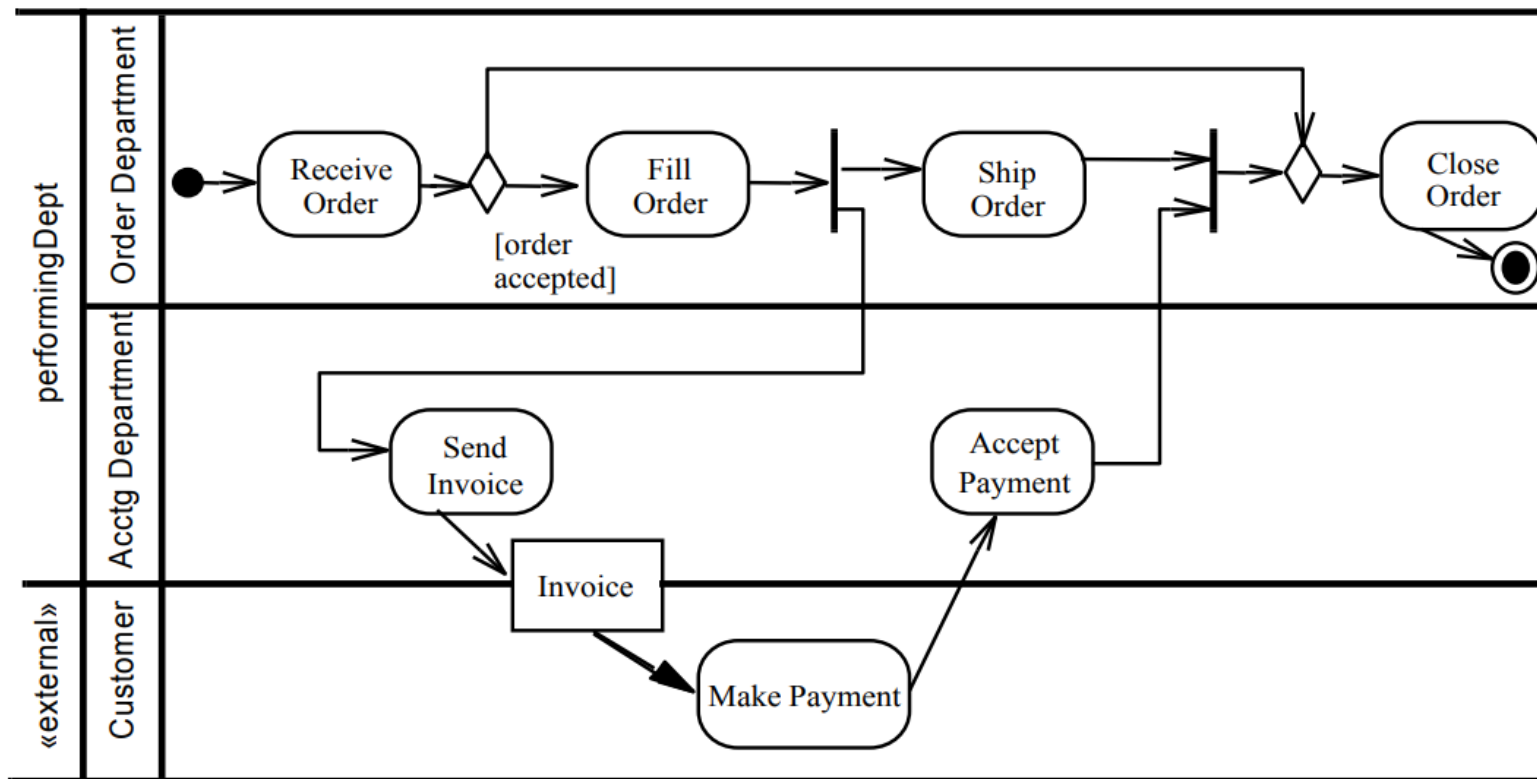 performingDept
Order Department
Receive
Order
[order
accepted]
Fill
Order
Ship
Order
Close
Order
Acctg Department
Send
Invoice
Accept
Payment
Invoice
«external»
Customer
Make Payment